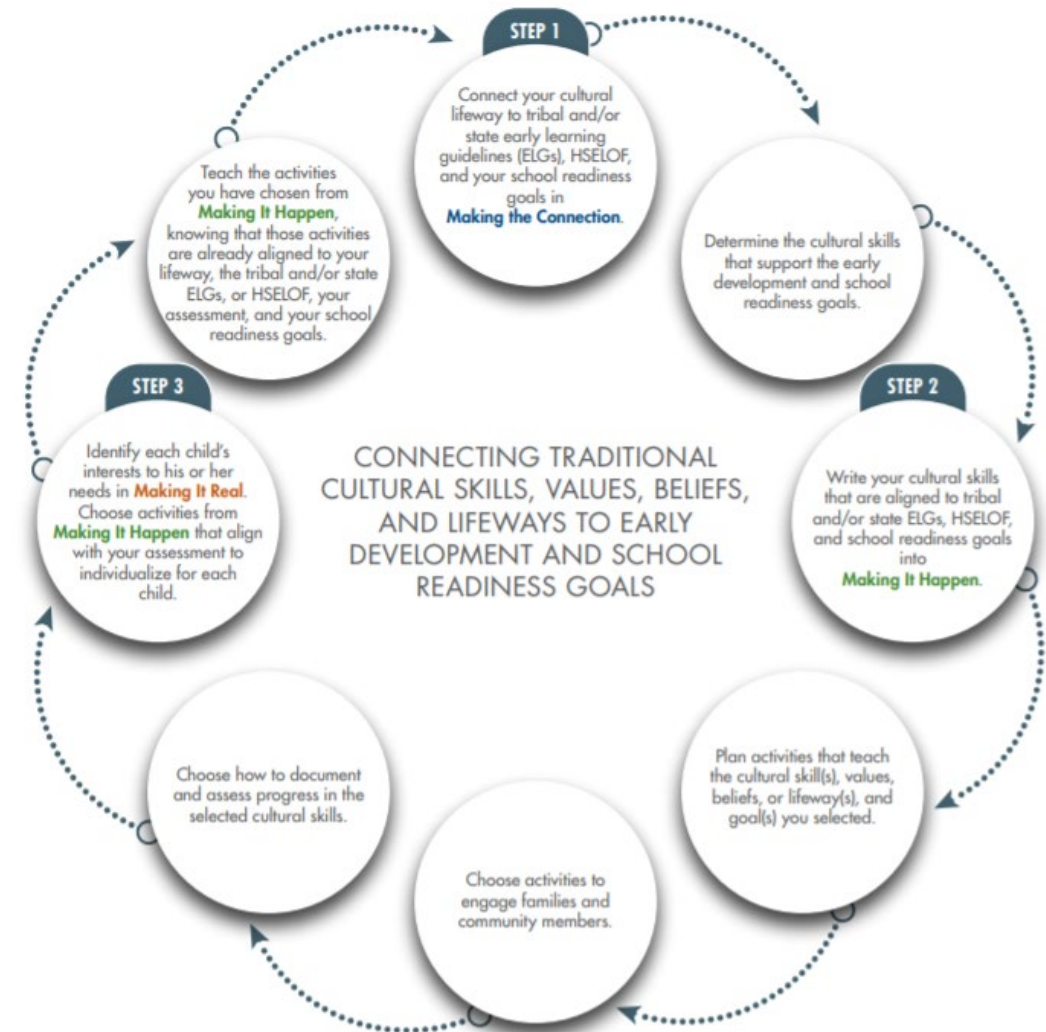 STEP 1
Connect your cultural
lifeway to tribal and/or
state early learning
guidelines (ELGs), HSELOF,
and your school readiness
goals in
Making the Connection.
Determine the cultural skills
that support the early
development and school
readiness goals.
STEP 2
Write your cultural skills
that are aligned to tribal
and/or state ELGs, HSELOF,
and school readiness goals
into
Making It Happen.
Plan activities that teach
the cultural skill(s), values,
beliefs, or lifeway(s), and
goal(s) you selected.
Choose activities to
engage families and
community members.
Choose how to document
and assess progress in the
selected cultural skills.
STEP 3
Identify each child's
interests to his or her
needs in Making It Real.
Choose activities from
Making It Happen that align
with your assessment to
individualize for each
child.
Teach the activities
you have chosen from
Making It Happen,
knowing that those activities
are already aligned to your
lifeway, the tribal and/or state
ELGs, or HSELOF, your
assessment, and your school
readiness goals.
CONNECTING TRADITIONAL
CULTURAL SKILLS, VALUES, BELIEFS,
AND LIFEWAYS TO EARLY
DEVELOPMENT AND SCHOOL
READINESS GOALS